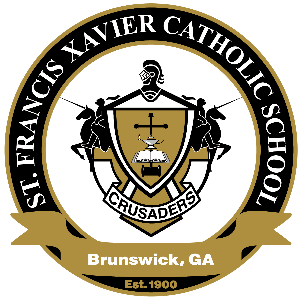 ST. FRANCIS XAVIER CATHOLIC SCHOOL
CRUSADERS
Brunswick, GA
Est. 1900